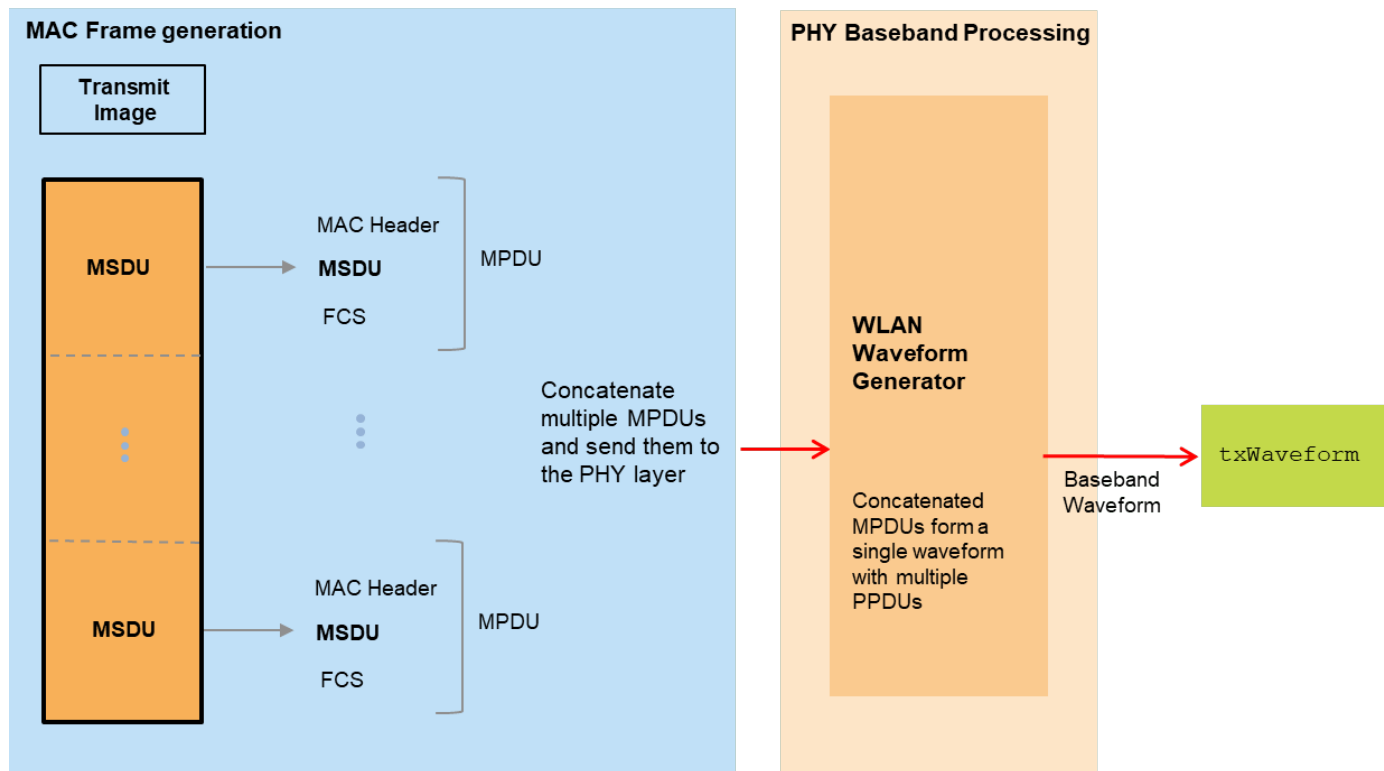 MAC Frame generation
Transmit
Image
MSDU
MAC Header
MSDU
FCS
MPDU
Concatenate
multiple MPDUs
and send them to
the PHY layer
MSDU
MAC Header
MSDU
FCS
MPDU
PHY Baseband Processing
WLAN
Waveform
Generator
Concatenated
MPDUs form a
single waveform
with multiple
PPDUs
Baseband
Waveform
txWaveform